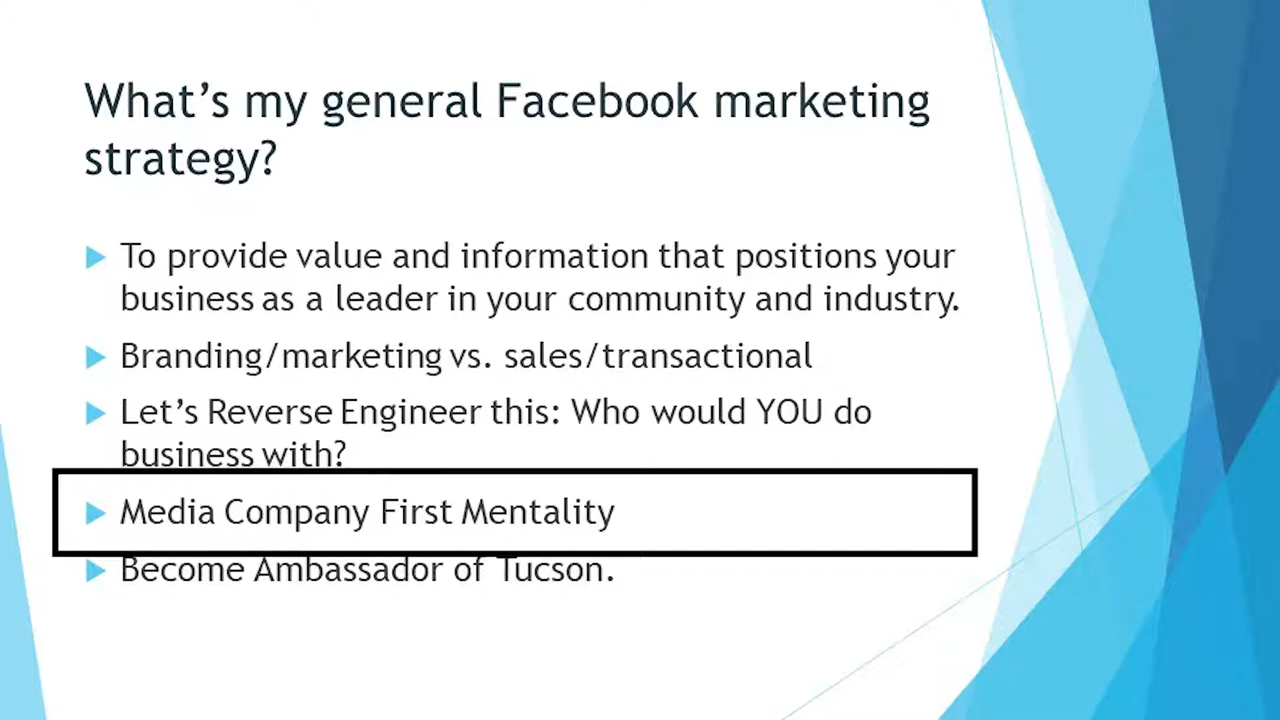 What's my general Facebook marketing
strategy?
To provide value and information that positions your
business as a leader in your community and industry.
Branding/marketing vs. sales/transactional
Let's Reverse Engineer this: Who would YOU do
business with?
Media Company First Mentality
Become Ambassador of Tucson.